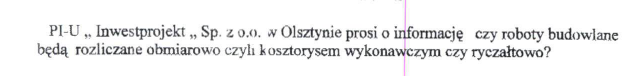 PI-U „ Inwestprojekt „ Sp. z o.o. w Olsztynie prosi o informację czy roboty budowlane
będą rozliczane obmiarowo czyli kosztorysem wykonawczym czy ryczałtowo?